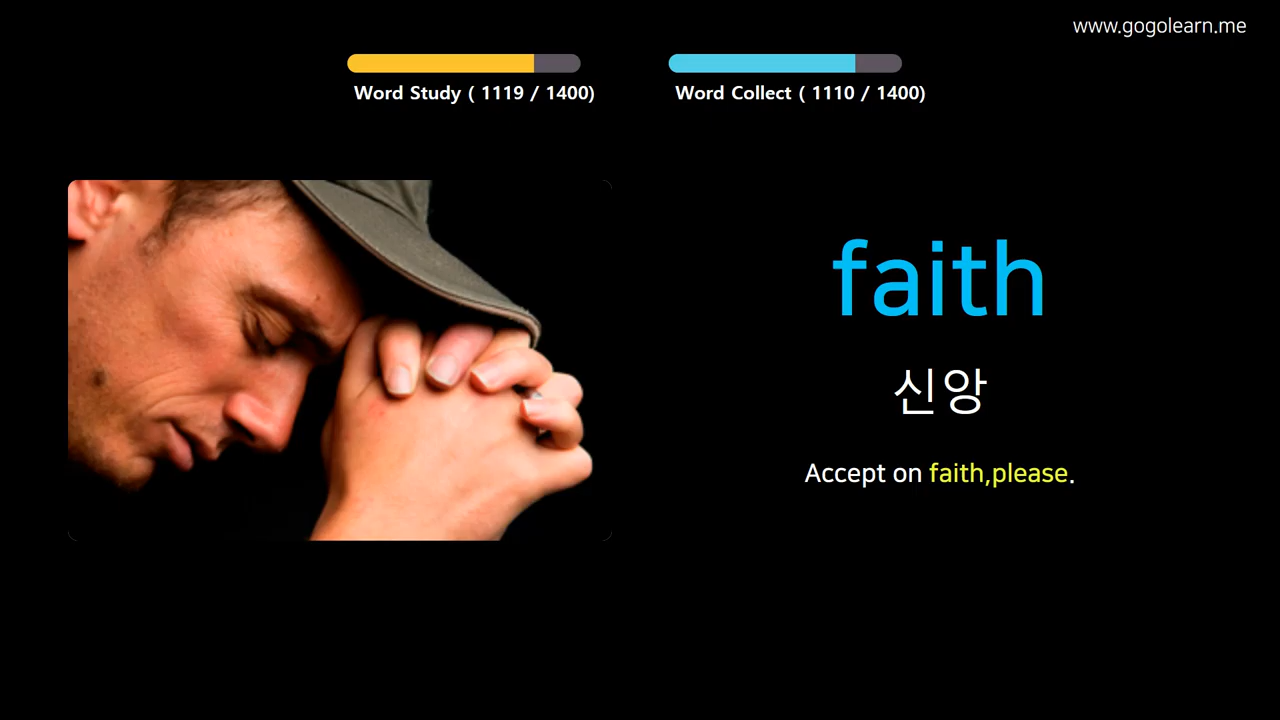 www.gogolearn.me
Word Study ( 1119 / 1400)
Word Collect ( 1110 / 1400)
faith
신앙
Accept on faith,please.